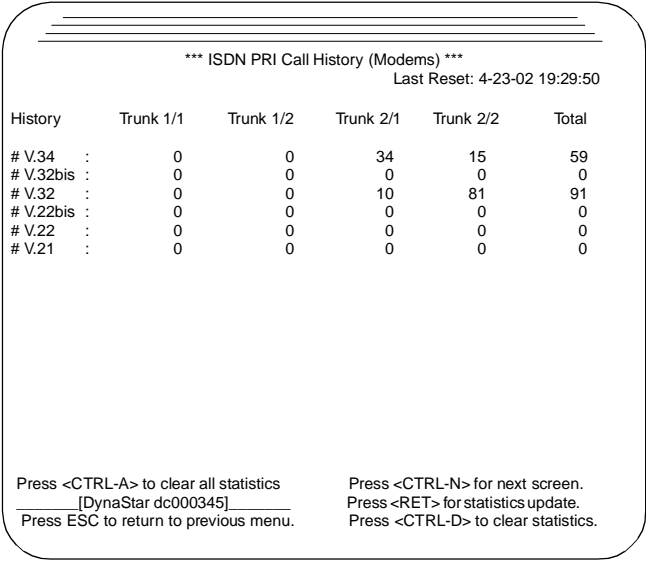 *** ISDN PRI Call History (Modems) ***
Last Reset: 4-23-02 19:29:50
History Trunk 1/1 Trunk 1/2 Trunk 2/1 Trunk 2/2 Total
# V.34 : 0 0 34 15 59
# V.32bis : 0 0 0 0 0
# V.32 : 0 0 10 81 91
# V.22bis : 0 0 0 0 0
# V.22 : 0 0 0 0 0
# V.21 : 0 0 0 0 0
Press <CTRL-A> to clear all statistics Press <CTRL-N> for next screen.
_______[DynaStar dc000345]_______ Press <RET> for statistics update.
Press ESC to return to previous menu. Press <CTRL-D> to clear statistics.